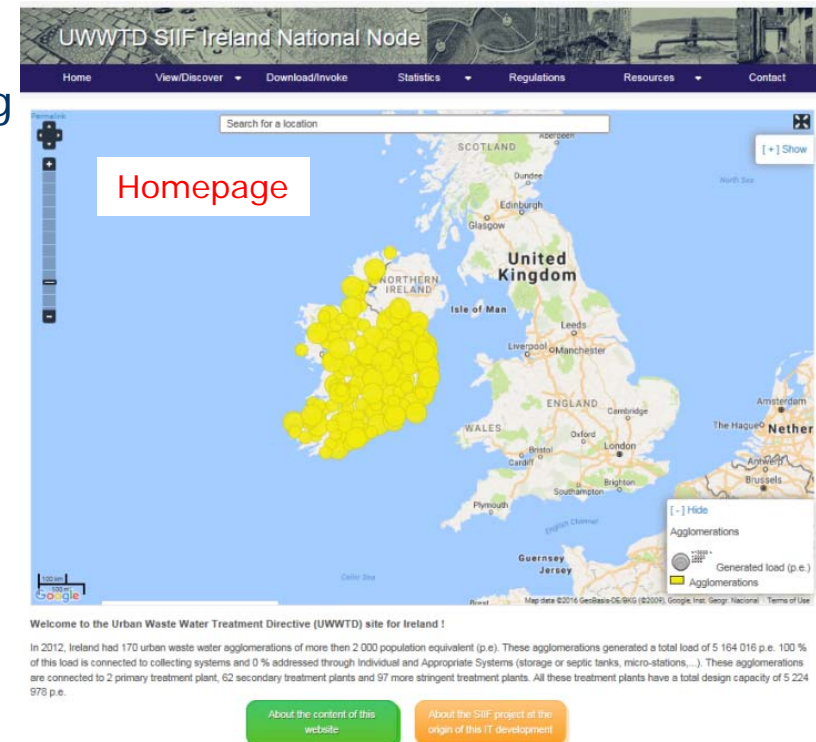 g
UWWTD SIIF Ireland National Node
Home View/Discover Download/Invoke Statistics Regulations Resources Contact
Permalink
Search for a location
[ + ] Show
Homepage
SCOTLAND
Aberdeen
Dundee
North Sea
Edinburgh
Glasgow
United
Kingdom
NORTHERN
IRELAND
Isle of Man
Leeds
Liverpool
Manchester
ENGLAND
Cambridge
Amsterdam
WALES
Oxford
The Hague
Nether
Bristol
London
Cardiff
Antwerp
Brighton
Brussels
Southampton
Plymouth
[ - ] Hide
English Channel
Agglomerations
Guernsey
Jersey
Generated load (p.e.)
Agglomerations
Celtic Sea
100 km
100 mi
Google
Brest
Map data ©2016 GeoBasis-DE/BKG (©2009), Google, Inst. Geogr. Nacional Terms of Use
Welcome to the Urban Waste Water Treatment Directive (UWWTD) site for Ireland !
In 2012, Ireland had 170 urban waste water agglomerations of more then 2 000 population equivalent (p.e). These agglomerations generated a total load of 5 164 016 p.e. 100 %
of this load is connected to collecting systems and 0 % addressed through Individual and Appropriate Systems (storage or septic tanks, micro-stations,...). These agglomerations
are connected to 2 primary treatment plant, 62 secondary treatment plants and 97 more stringent treatment plants. All these treatment plants have a total design capacity of 5 224
978 p.e.
About the content of this
website
About the SIIF project at the
origin of this IT development